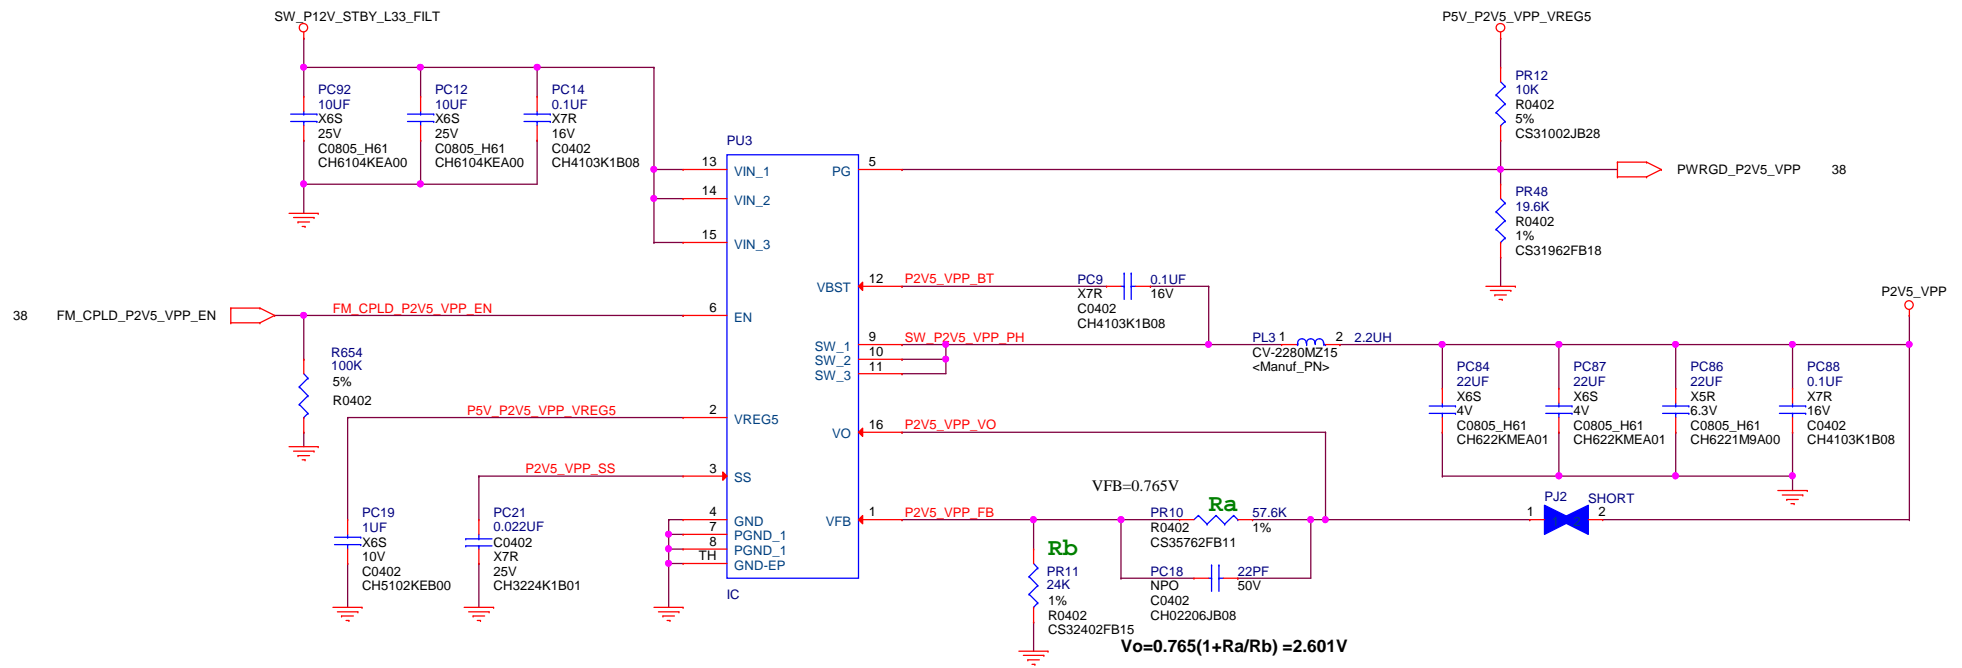 SW_P12V_STBY_L33_FILT
PC92
10UF
X6S
25V
C0805_H61
CH6104KEA00
PC12
10UF
X6S
25V
C0805_H61
CH6104KEA00
PC14
0.1UF
X7R
16V
C0402
CH4103K1B08
P5V_P2V5_VPP_VREG5
PR12
10K
R0402
5%
CS31002JB28
PWRGD_P2V5_VPP 38
PR48
19.6K
R0402
1%
CS31962FB18
PU3
13 VIN_1
14 VIN_2
15 VIN_3
6 EN
2 VREG5
3 SS
4 GND
7 PGND_1
8 PGND_1
TH GND-EP
IC
PG 5
VBST 12
SW_1 9
SW_2 10
SW_3 11
VO 16
VFB 1
38 FM_CPLD_P2V5_VPP_EN
FM_CPLD_P2V5_VPP_EN
R654
100K
5%
R0402
P5V_P2V5_VPP_VREG5
P2V5_VPP_SS
PC19
1UF
X6S
10V
C0402
CH5102KEB00
PC21
0.022UF
C0402
X7R
25V
CH3224K1B01
P2V5_VPP_BT
PC9 0.1UF
X7R 16V
C0402
CH4103K1B08
SW_P2V5_VPP_PH
PL3 1 2 2.2UH
CV-2280MZ15
<Manuf_PN>
P2V5_VPP
PC84
22UF
X6S
4V
C0805_H61
CH622KMEA01
PC87
22UF
X6S
4V
C0805_H61
CH622KMEA01
PC86
22UF
X5R
6.3V
C0805_H61
CH6221M9A00
PC88
0.1UF
X7R
16V
C0402
CH4103K1B08
P2V5_VPP_VO
VFB=0.765V
P2V5_VPP_FB
Ra
PR10 57.6K
R0402 1%
CS35762FB11
PJ2 SHORT
1 2
Rb
PR11
24K
1%
R0402
CS32402FB15
PC18 22PF
NPO 50V
C0402
CH02206JB08
Vo=0.765(1+Ra/Rb) =2.601V